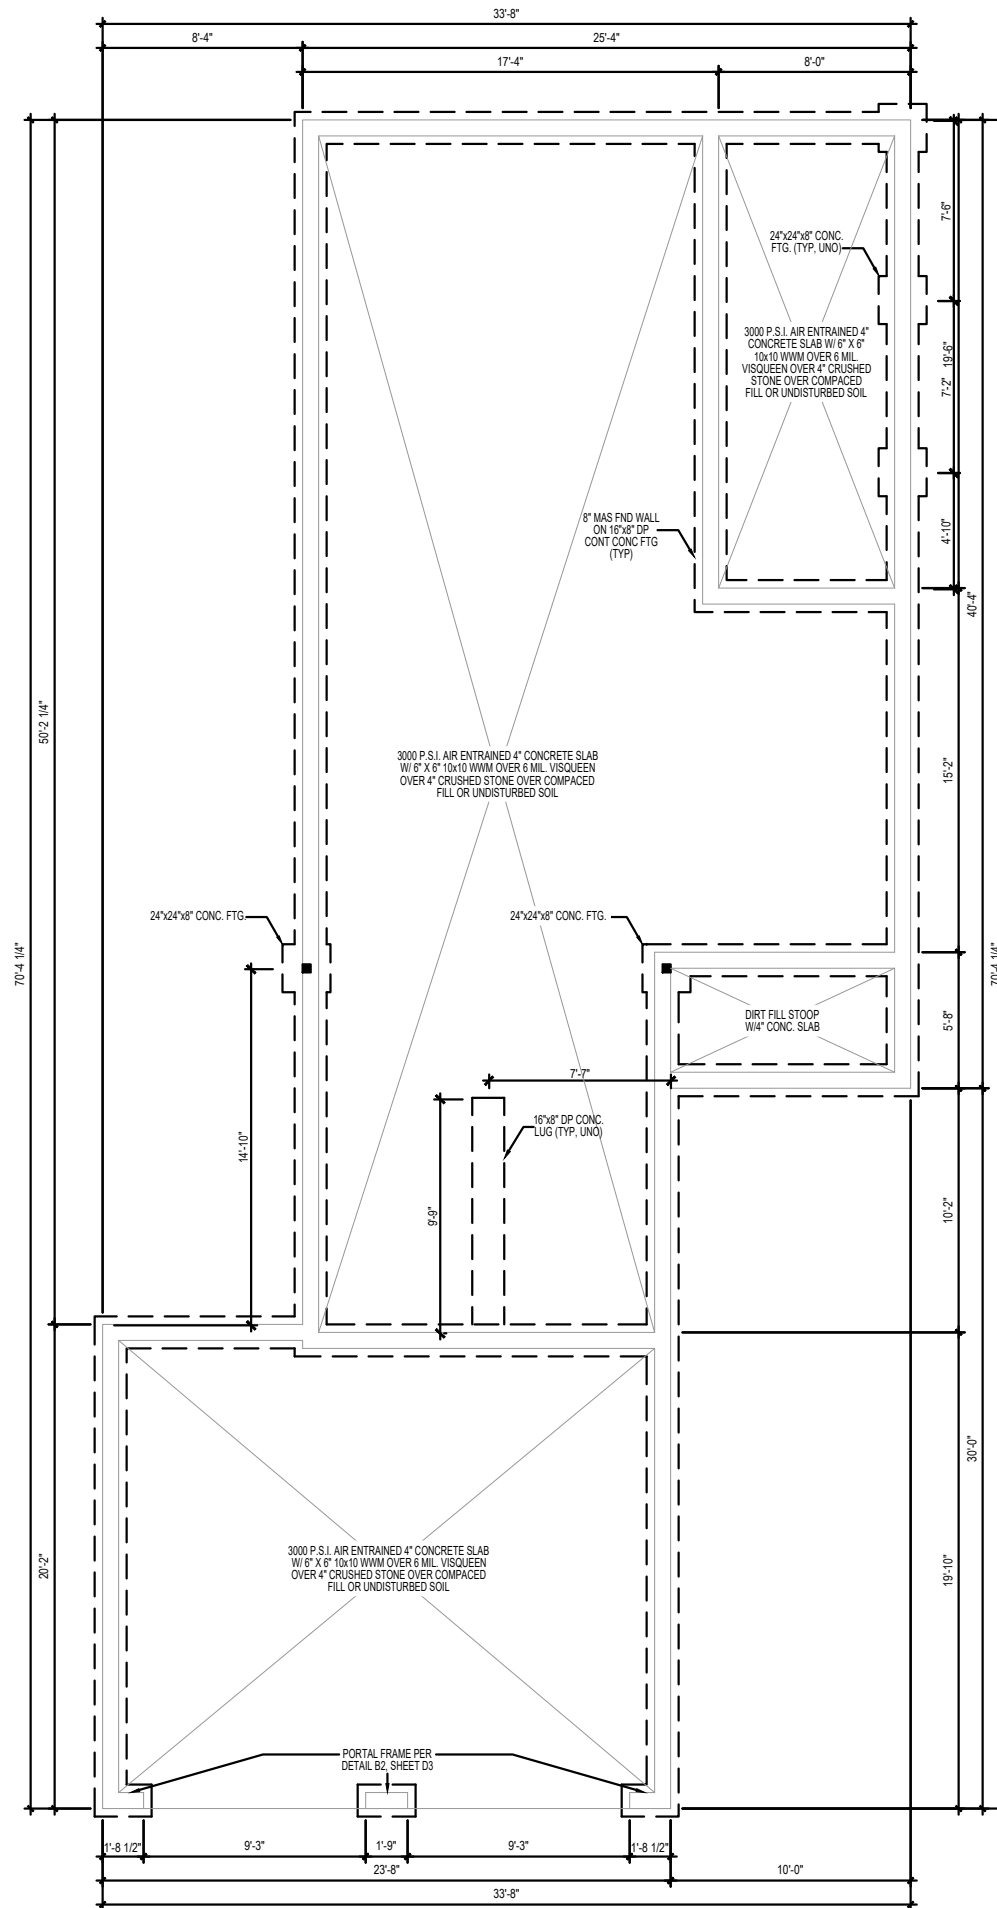 33'-8"
8'-4"
25'-4"
17'-4"
8'-0"
7'-6"
24"x24"x8" CONC.
FTG. (TYP, UNO)
19'-6"
3000 P.S.I. AIR ENTRAINED 4"
CONCRETE SLAB W/ 6" X 6"
10x10 WWM OVER 6 MIL.
VISQUEEN OVER 4" CRUSHED
STONE OVER COMPACED
FILL OR UNDISTURBED SOIL
7'-2"
8" MAS FND WALL
ON 16"x8" DP
CONT CONC FTG
(TYP)
4'-10"
40'-4"
50'-2 1/4"
3000 P.S.I. AIR ENTRAINED 4" CONCRETE SLAB
W/ 6" X 6" 10x10 WWM OVER 6 MIL. VISQUEEN
OVER 4" CRUSHED STONE OVER COMPACED
FILL OR UNDISTURBED SOIL
15'-2"
24"x24"x8" CONC. FTG.
24"x24"x8" CONC. FTG.
70'-4 1/4"
70'-4 1/4"
DIRT FILL STOOP
W/4" CONC. SLAB
5'-8"
7'-7"
14'-10"
16"x8" DP CONC.
LUG (TYP, UNO)
9'-9"
10'-2"
30'-0"
3000 P.S.I. AIR ENTRAINED 4" CONCRETE SLAB
W/ 6" X 6" 10x10 WWM OVER 6 MIL. VISQUEEN
OVER 4" CRUSHED STONE OVER COMPACED
FILL OR UNDISTURBED SOIL
20'-2"
19'-10"
PORTAL FRAME PER
DETAIL B2, SHEET D3
1'-8 1/2"
9'-3"
1'-9"
9'-3"
1'-8 1/2"
23'-8"
10'-0"
33'-8"